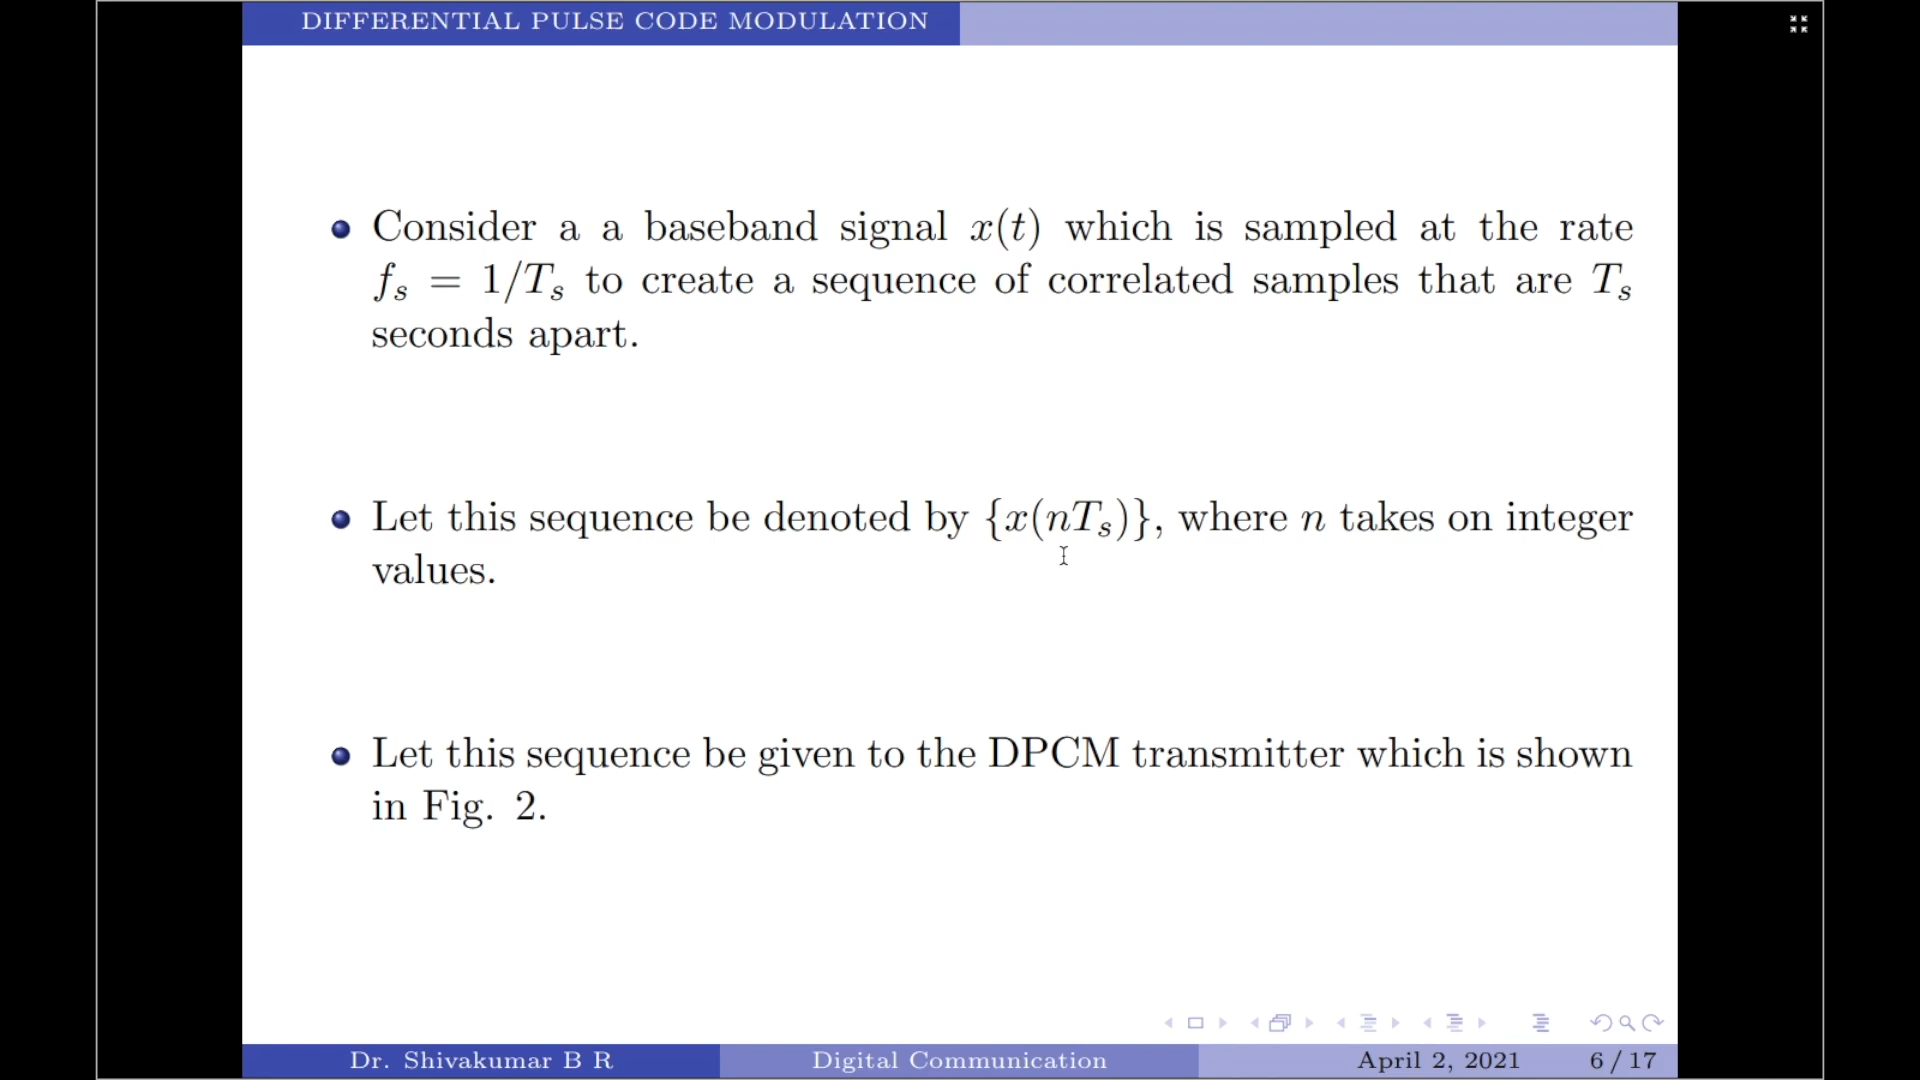 DIFFERENTIAL PULSE CODE MODULATION
Consider a a baseband signal x(t) which is sampled at the rate
fₛ = 1/Tₛ to create a sequence of correlated samples that are Tₛ
seconds apart.
Let this sequence be denoted by {x(nTₛ)}, where n takes on integer
values.
Let this sequence be given to the DPCM transmitter which is shown
in Fig. 2.
Dr. Shivakumar B R Digital Communication April 2, 2021 6 / 17